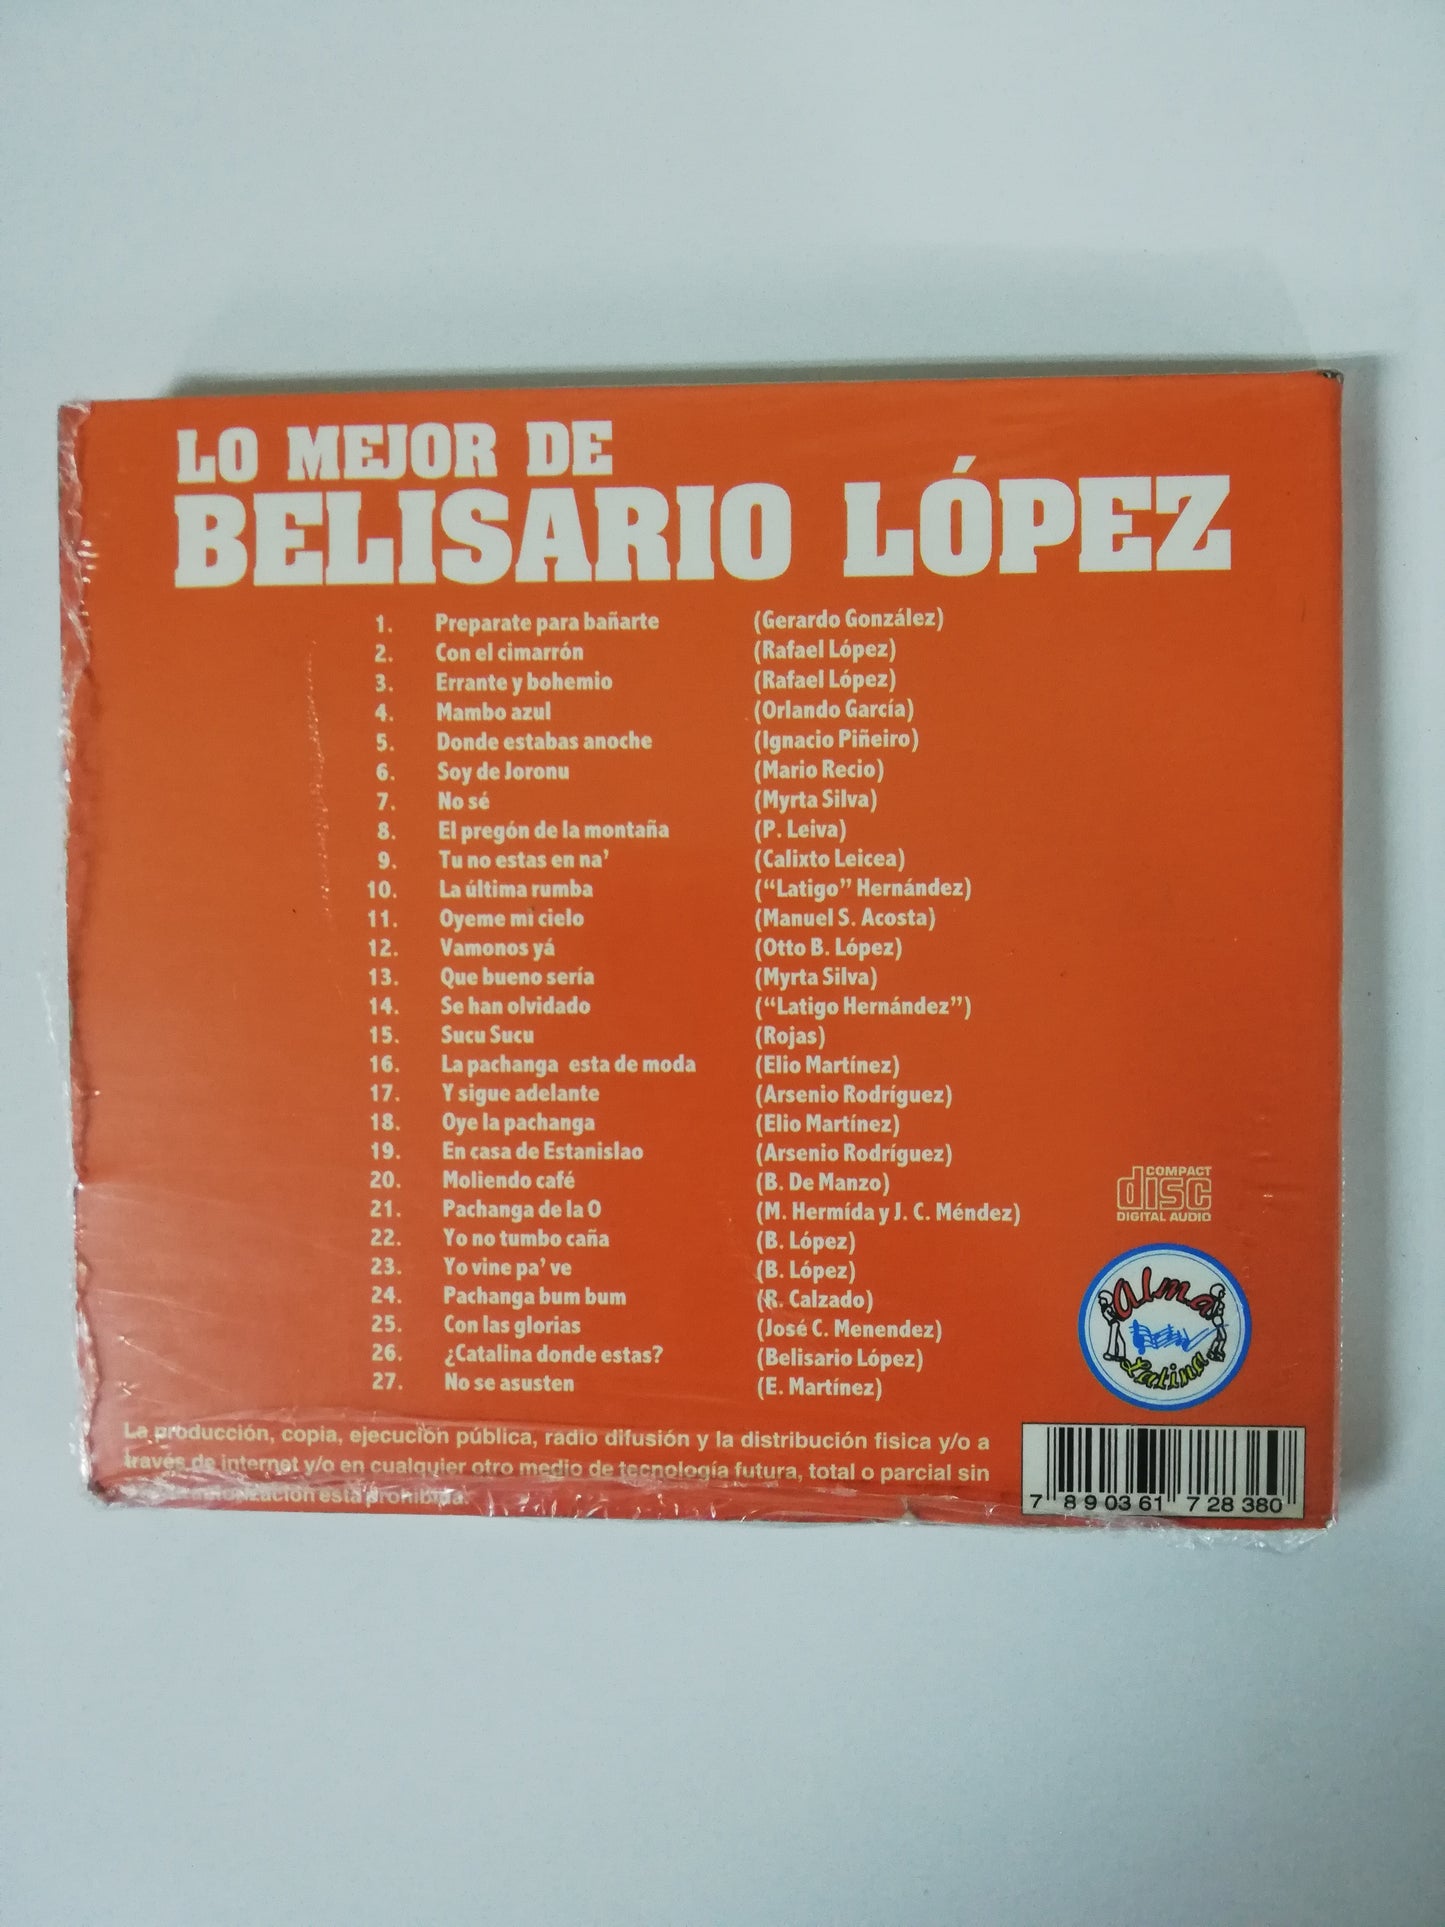 LO MEJOR DE
BELISARIO LÓPEZ
1. Preparate para bañarte (Gerardo González)
2. Con el cimarrón (Rafael López)
3. Errante y bohemio (Rafael López)
4. Mambo azul (Orlando García)
5. Donde estabas anoche (Ignacio Piñeiro)
6. Soy de Joronu (Mario Recio)
7. No sé (Myrta Silva)
8. El pregón de la montaña (P. Leiva)
9. Tu no estas en na’ (Calixto Leicea)
10. La última rumba (“Latigo” Hernández)
11. Oyeme mi cielo (Manuel S. Acosta)
12. Vamonos yá (Otto B. López)
13. Que bueno sería (Myrta Silva)
14. Se han olvidado (“Latigo Hernández”)
15. Sucu Sucu (Rojas)
16. La pachanga esta de moda (Elio Martínez)
17. Y sigue adelante (Arsenio Rodríguez)
18. Oye la pachanga (Elio Martínez)
19. En casa de Estanislao (Arsenio Rodríguez)
20. Moliendo café (B. De Manzo)
21. Pachanga de la O (M. Hermída y J. C. Méndez)
22. Yo no tumbo caña (B. López)
23. Yo vine pa’ ve (B. López)
24. Pachanga bum bum (R. Calzado)
25. Con las glorias (José C. Menendez)
26. ¿Catalina donde estas? (Belisario López)
27. No se asusten (E. Martínez)
COMPACT
disc
DIGITAL AUDIO
alma
Latina
La producción, copia, ejecución pública, radio difusión y la distribución fisica y/o a
través de internet y/o en cualquier otro medio de tecnología futura, total o parcial sin
está prohibida.
7 890361 728380